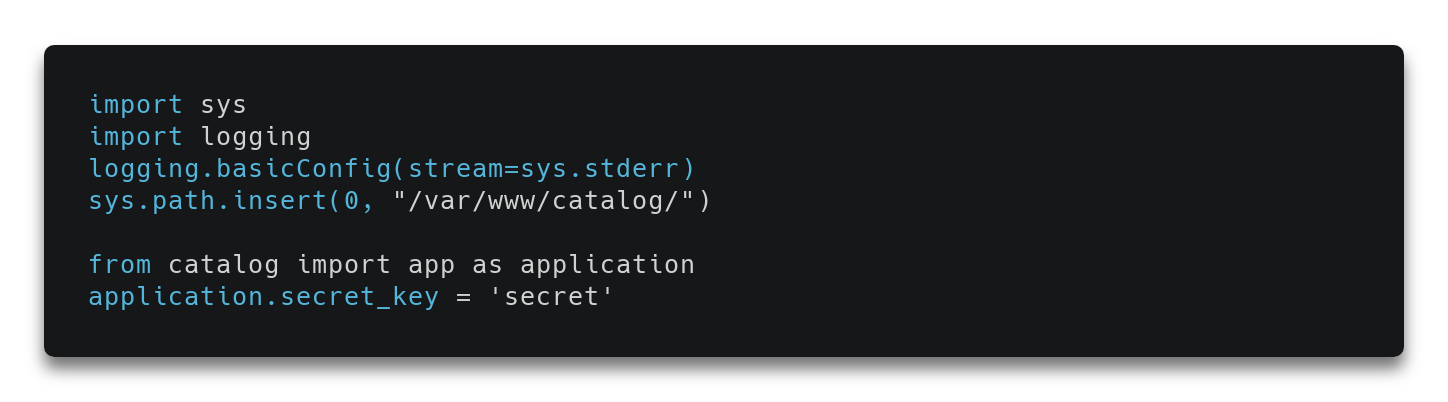 import sys
import logging
logging.basicConfig(stream=sys.stderr)
sys.path.insert(0, "/var/www/catalog/")

from catalog import app as application
application.secret_key = 'secret'